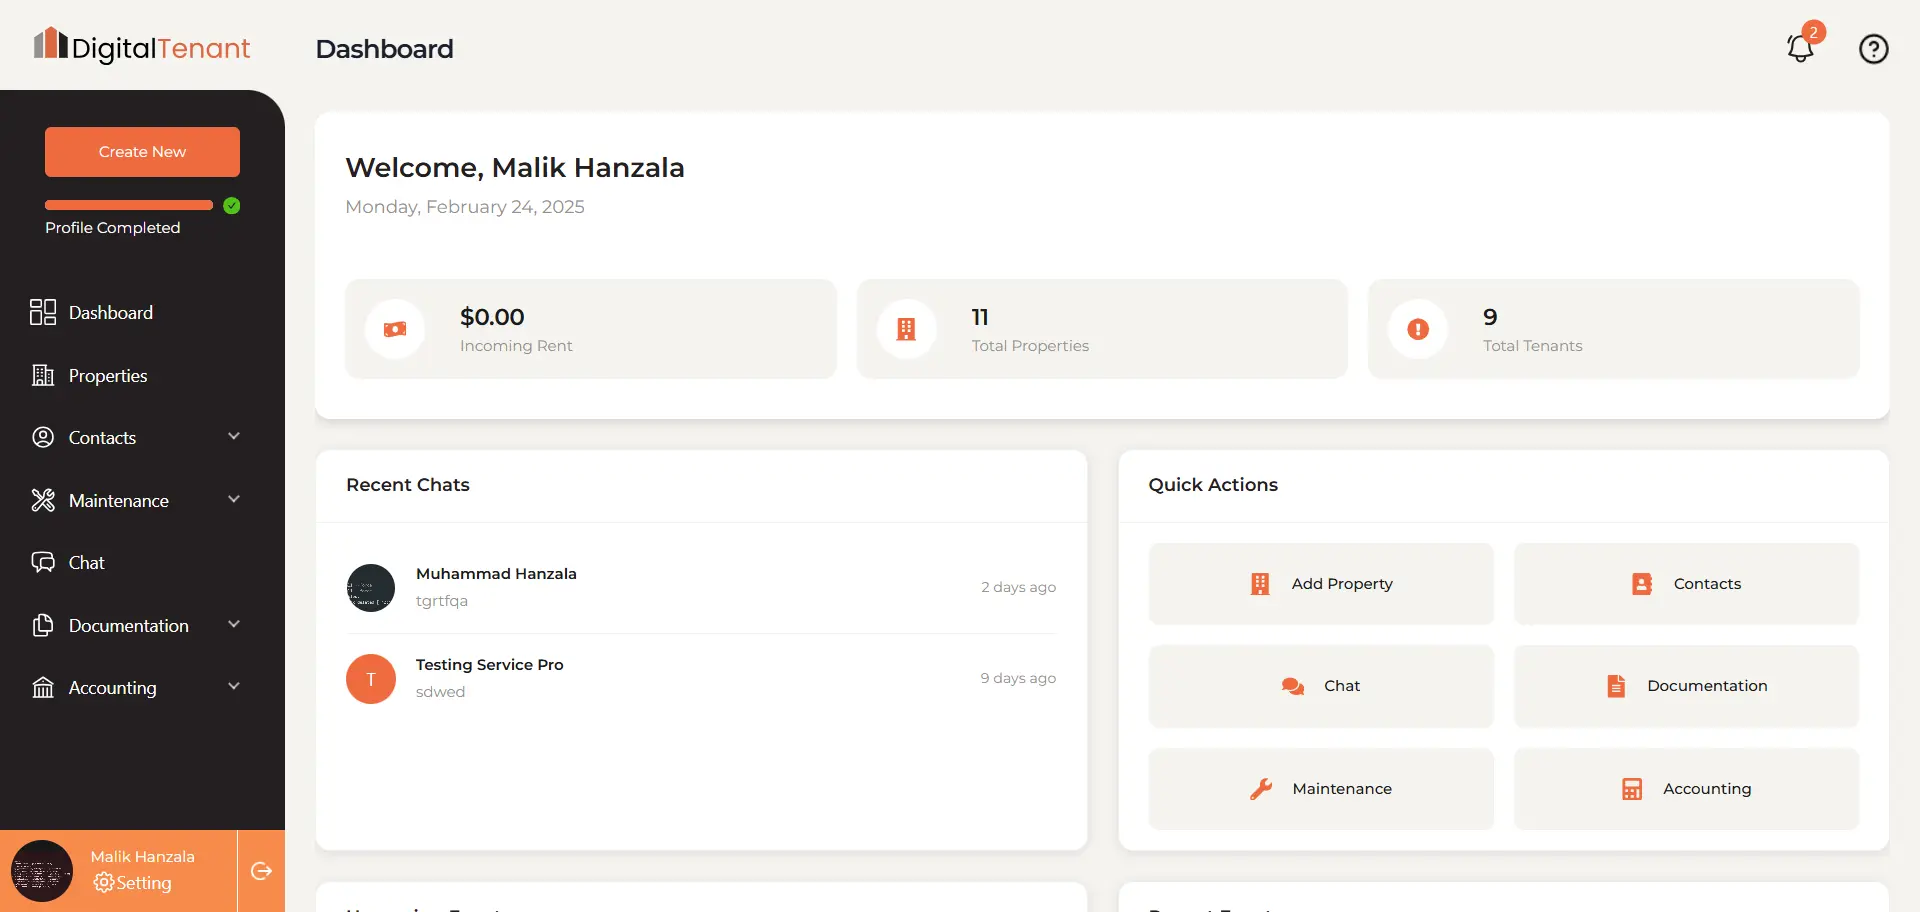 DigitalTenant
Dashboard
2
Create New
Profile Completed
Dashboard
Properties
Contacts
Maintenance
Chat
Documentation
Accounting
Malik Hanzala
Setting
Welcome, Malik Hanzala
Monday, February 24, 2025
$0.00
Incoming Rent
11
Total Properties
9
Total Tenants
Recent Chats
Muhammad Hanzala
tgrtfqa
2 days ago
T
Testing Service Pro
sdwed
9 days ago
Quick Actions
Add Property
Contacts
Chat
Documentation
Maintenance
Accounting